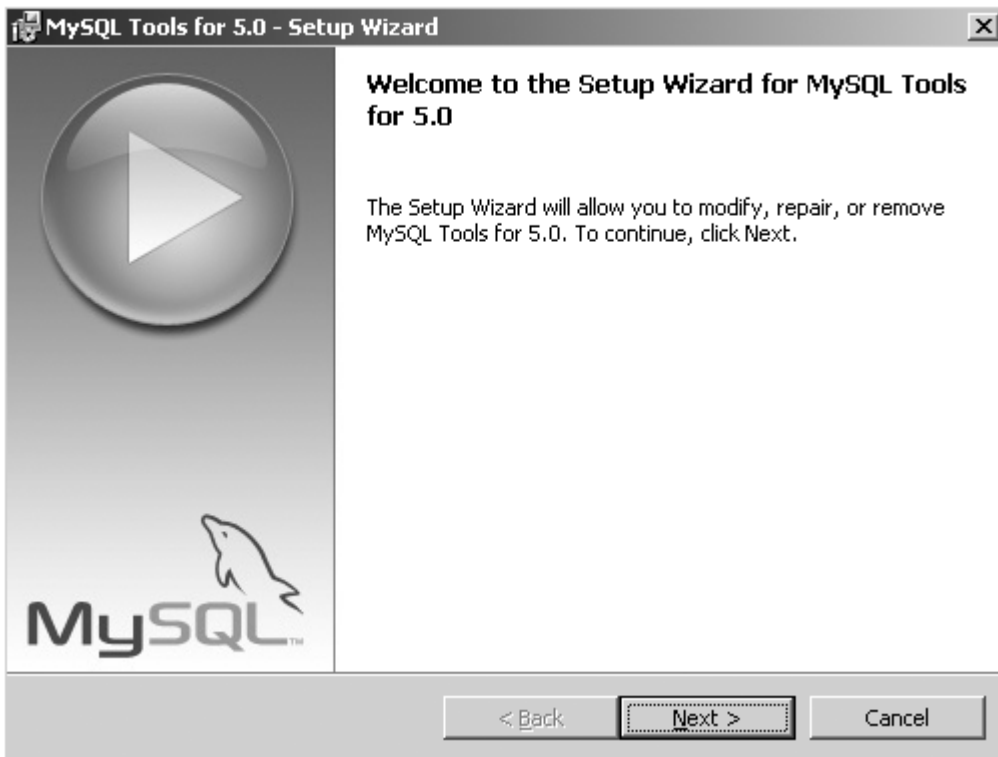 MySQL Tools for 5.0 - Setup Wizard
Welcome to the Setup Wizard for MySQL Tools
for 5.0
The Setup Wizard will allow you to modify, repair, or remove
MySQL Tools for 5.0. To continue, click Next.
MySQL™
< Back
Next >
Cancel